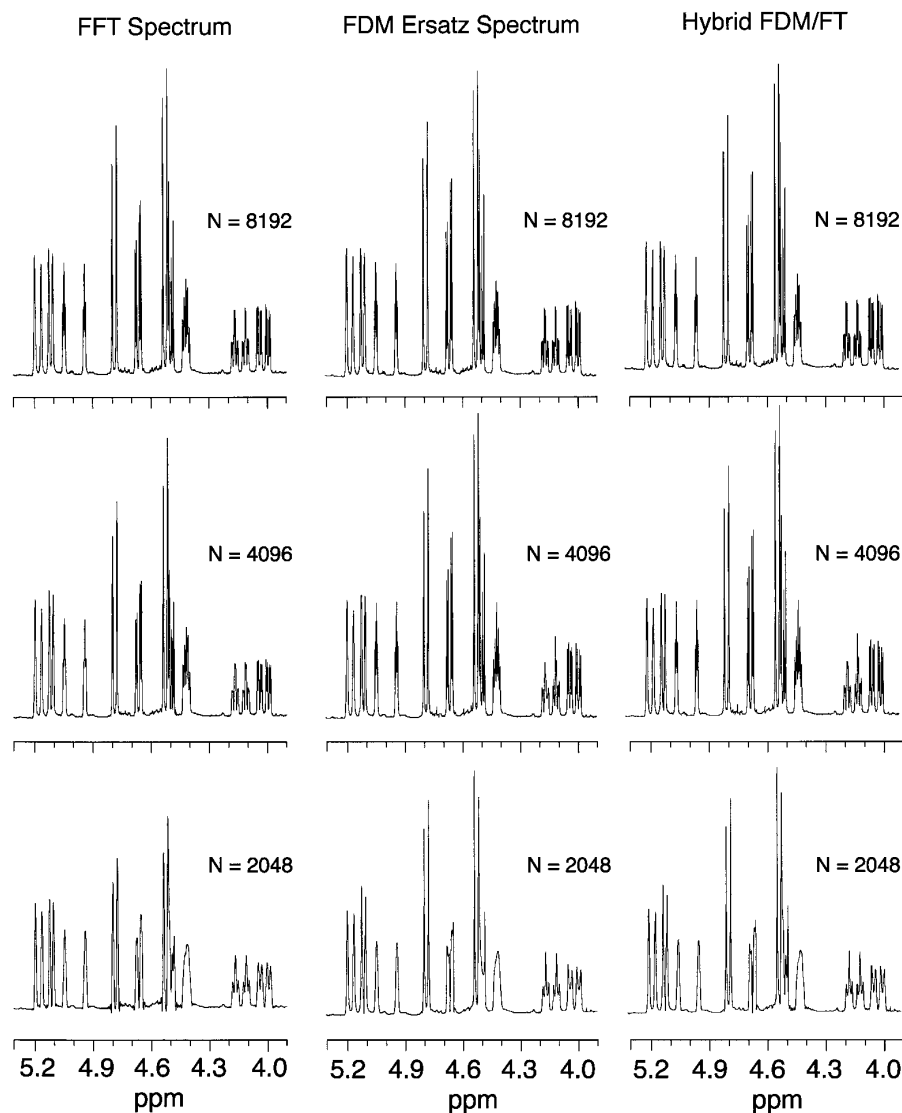 FFT Spectrum
FDM Ersatz Spectrum
Hybrid FDM/FT
N = 8192
N = 8192
N = 8192
N = 4096
N = 4096
N = 4096
N = 2048
N = 2048
N = 2048
5.2 4.9 4.6 4.3 4.0
5.2 4.9 4.6 4.3 4.0
5.2 4.9 4.6 4.3 4.0
ppm
ppm
ppm